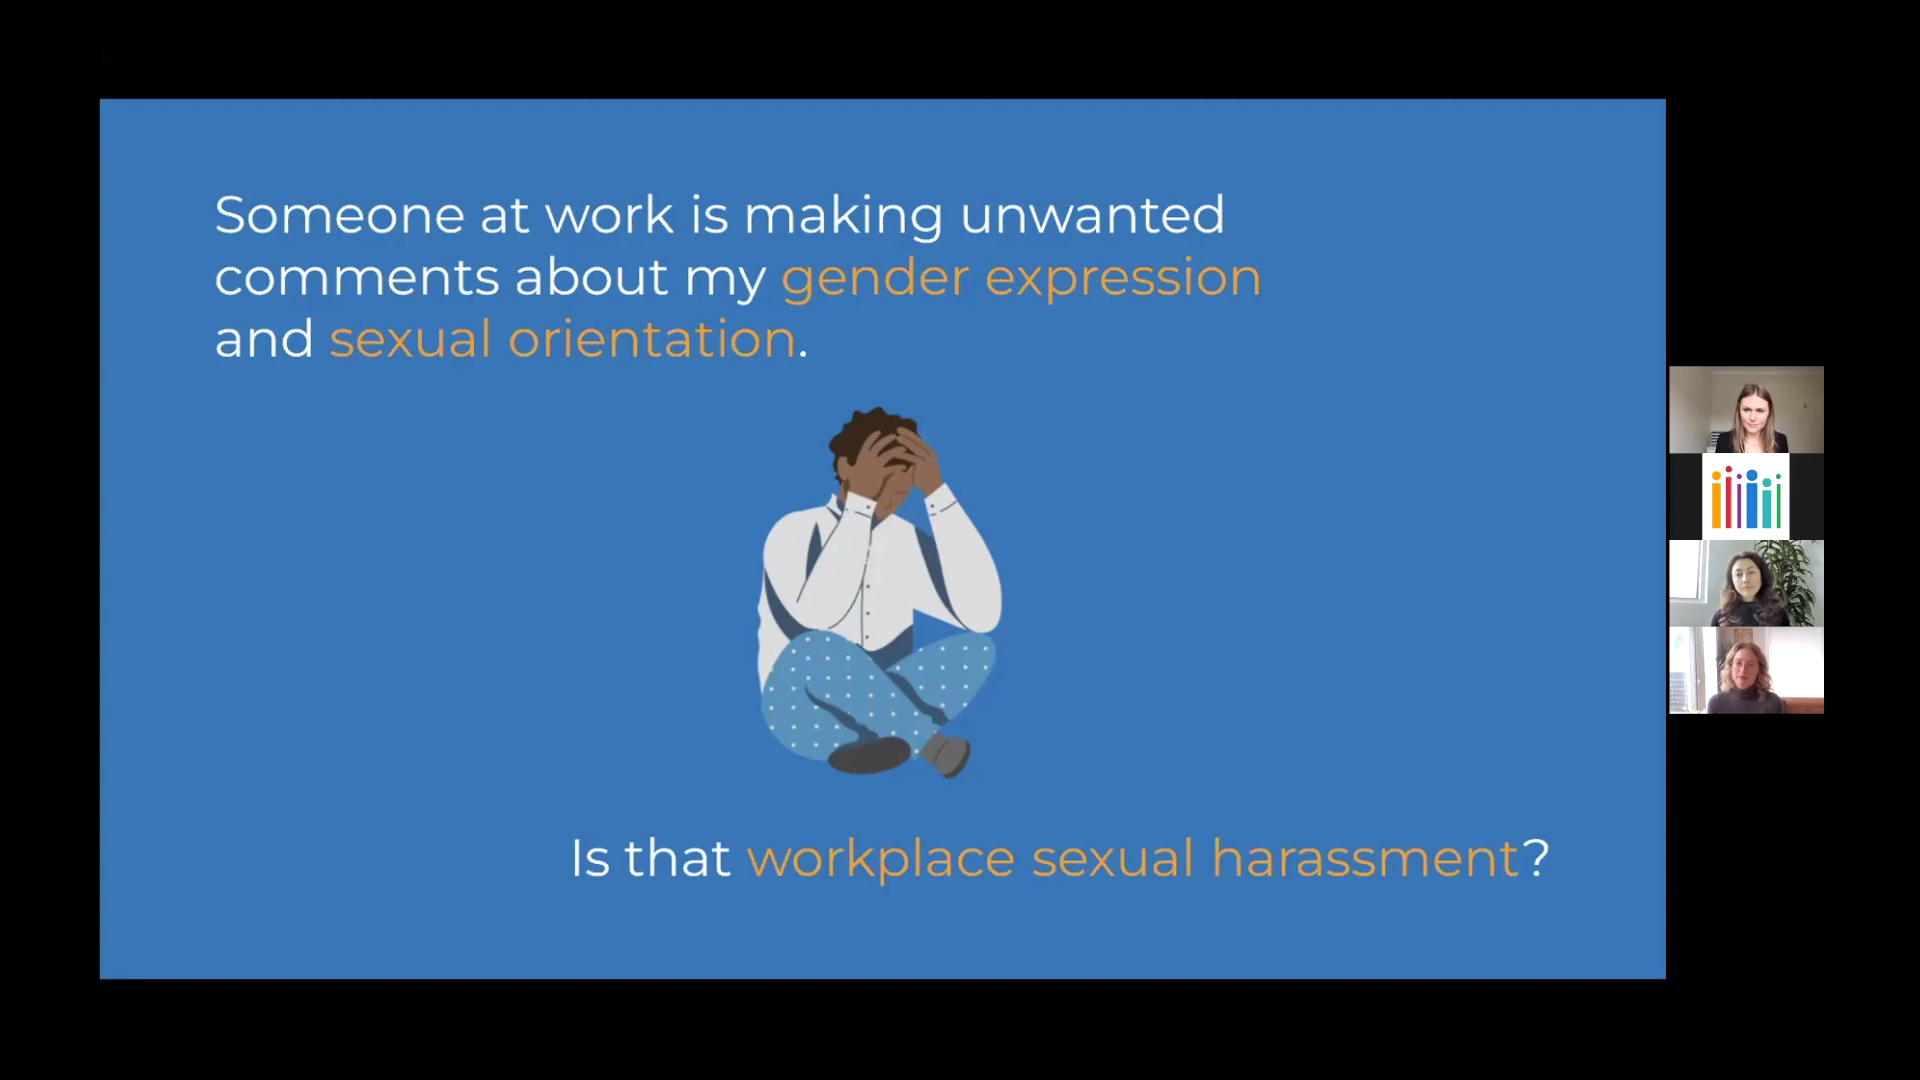 Someone at work is making unwanted
comments about my gender expression
and sexual orientation.
Is that workplace sexual harassment?